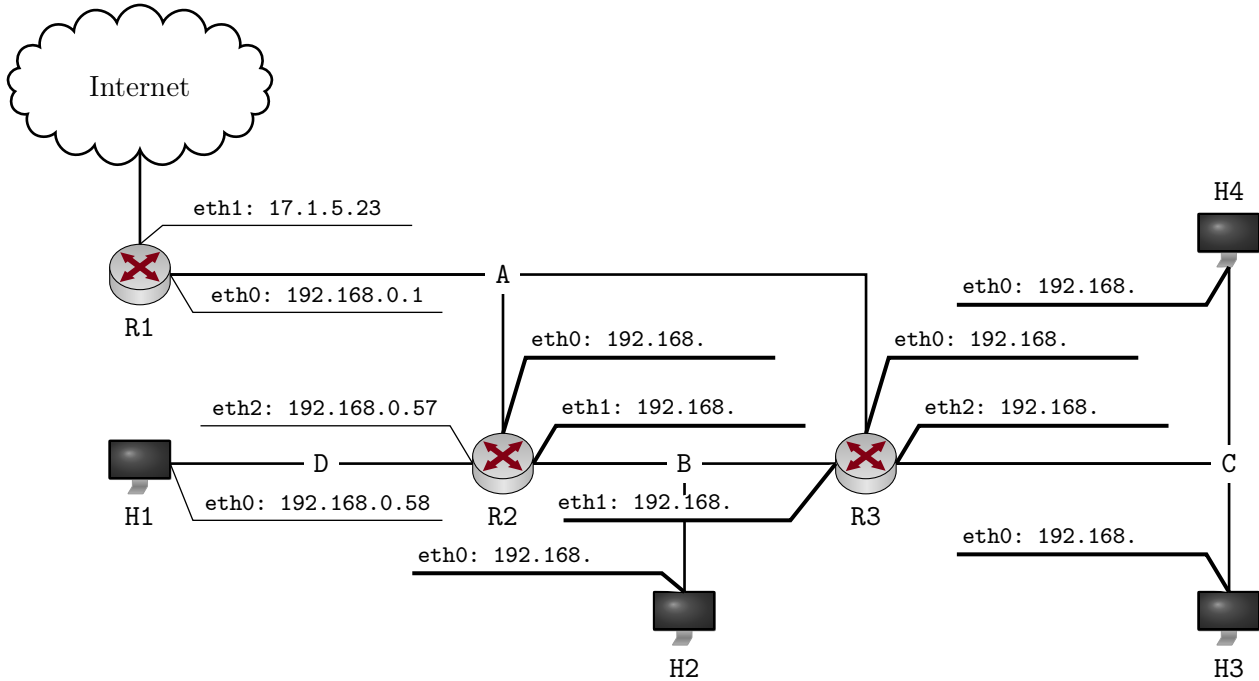 Internet
eth1: 17.1.5.23
H4
A
eth0: 192.168.
eth0: 192.168.0.1
R1
eth0: 192.168.
eth0: 192.168.
eth2: 192.168.0.57
eth1: 192.168.
eth2: 192.168.
D
B
C
eth0: 192.168.0.58
eth1: 192.168.
H1
R2
R3
eth0: 192.168.
eth0: 192.168.
H2
H3